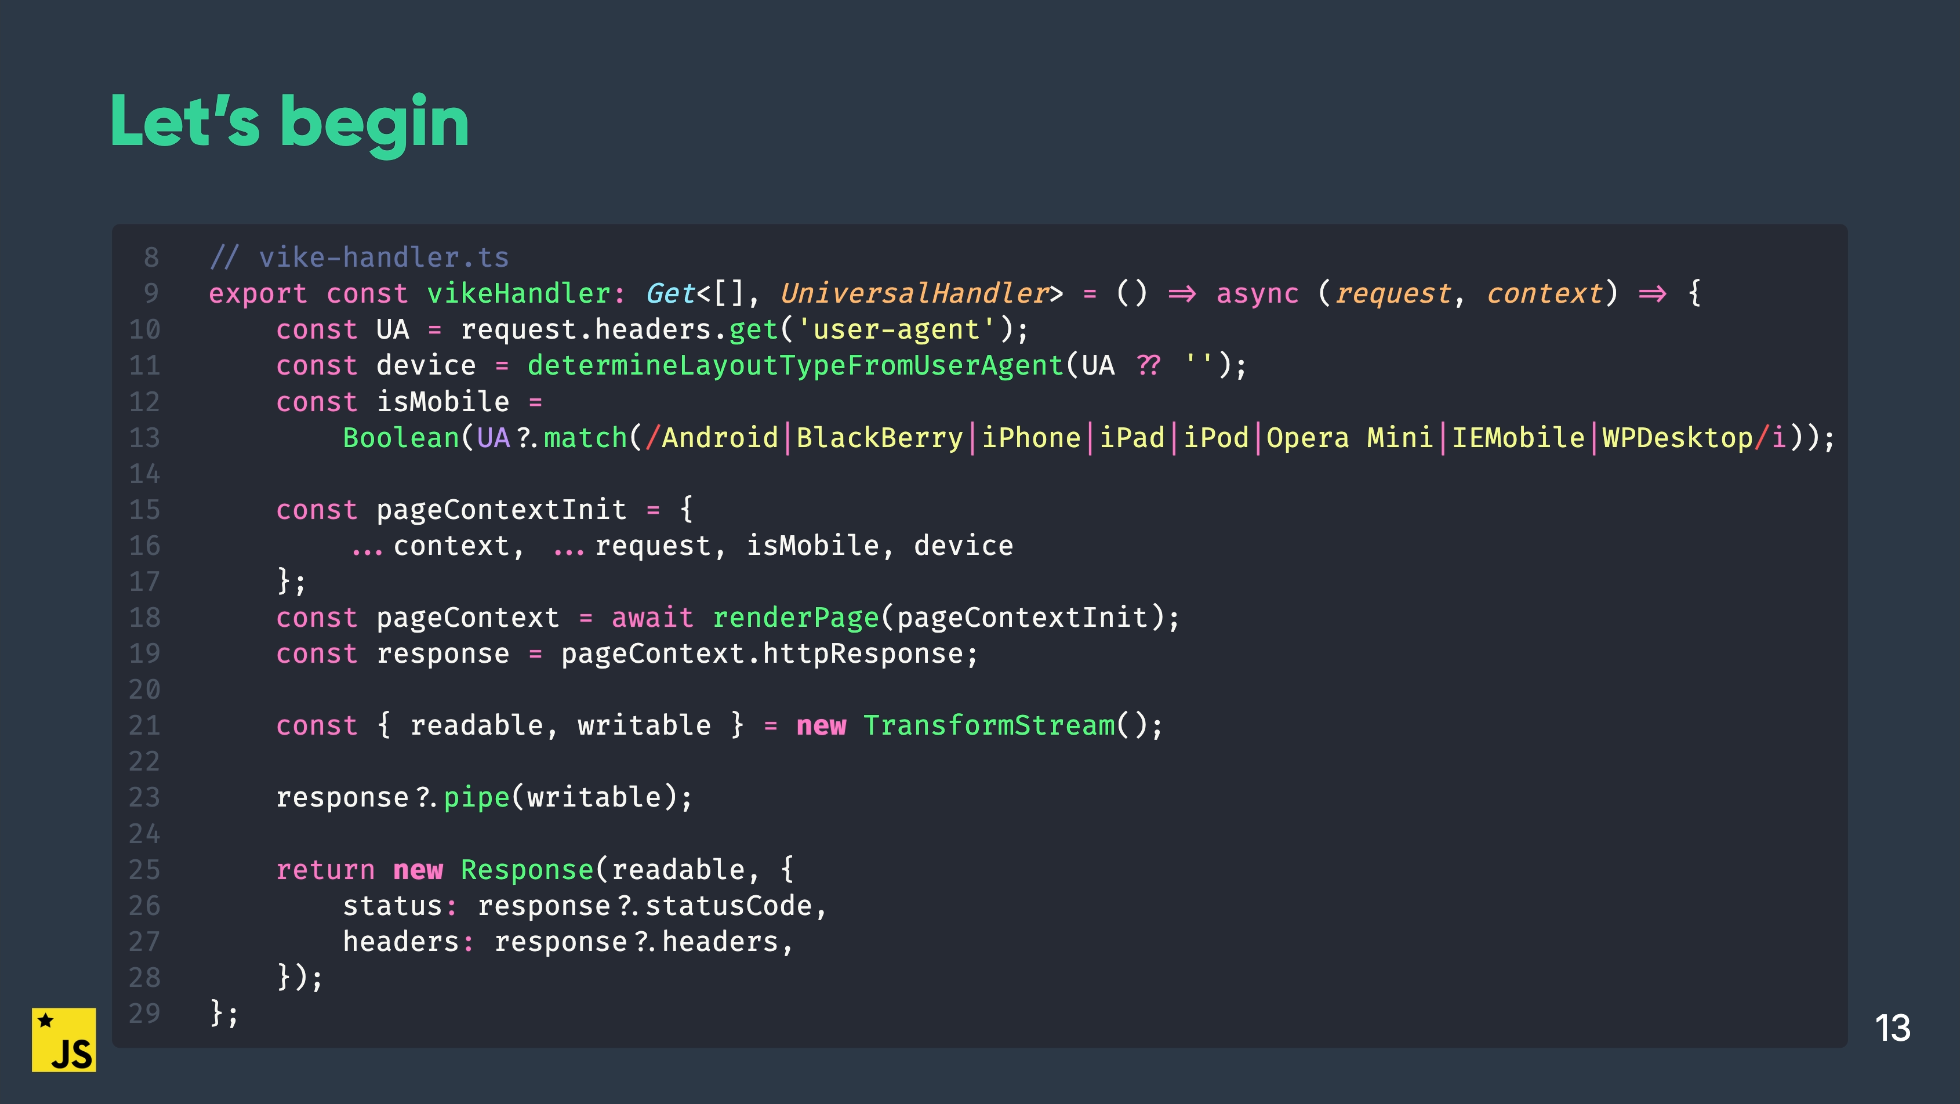 Let's begin
8 // vike-handler.ts
9 export const vikeHandler: Get<[], UniversalHandler> = () => async (request, context) => {
10     const UA = request.headers.get('user-agent');
11     const device = determineLayoutTypeFromUserAgent(UA ?? '');
12     const isMobile =
13         Boolean(UA?.match(/Android|BlackBerry|iPhone|iPad|iPod|Opera Mini|IEMobile|WPDesktop/i));
14
15     const pageContextInit = {
16         ...context, ...request, isMobile, device
17     };
18     const pageContext = await renderPage(pageContextInit);
19     const response = pageContext.httpResponse;
20
21     const { readable, writable } = new TransformStream();
22
23     response?.pipe(writable);
24
25     return new Response(readable, {
26         status: response?.statusCode,
27         headers: response?.headers,
28     });
29 };
JS
13